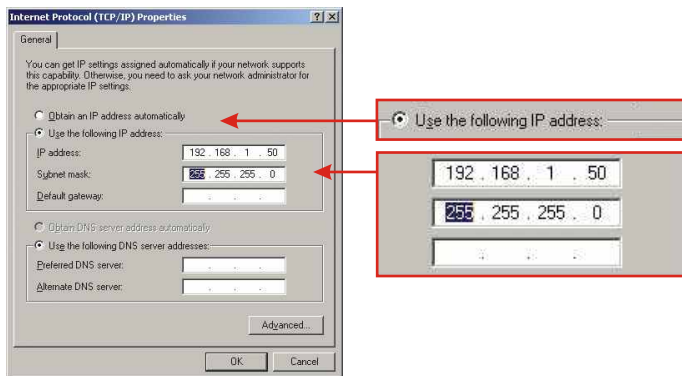 Internet Protocol (TCP/IP) Properties
General
You can get IP settings assigned automatically if your network supports
this capability. Otherwise, you need to ask your network administrator for
the appropriate IP settings.
Obtain an IP address automatically
Use the following IP address:
IP address: 192 . 168 . 1 . 50
Subnet mask: 255 . 255 . 255 . 0
Default gateway: . . .
Obtain DNS server address automatically
Use the following DNS server addresses:
Preferred DNS server: . . .
Alternate DNS server: . . .
Advanced...
OK Cancel
Use the following IP address:
192 . 168 . 1 . 50
255 . 255 . 255 . 0
. . .